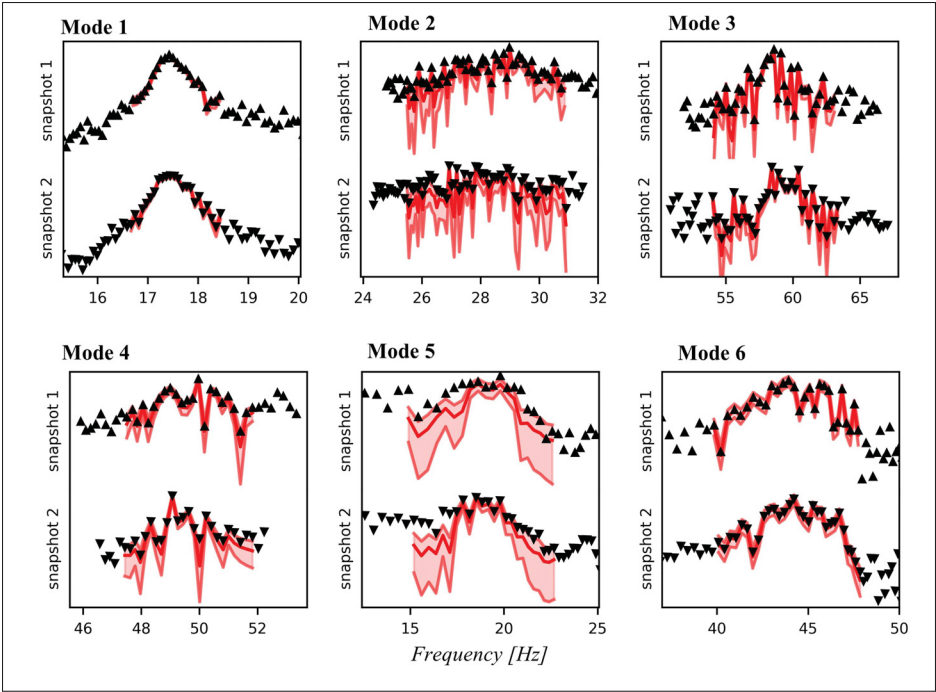 Mode 1
Mode 2
Mode 3
snapshot 1
snapshot 1
snapshot 1
snapshot 2
snapshot 2
snapshot 2
16 17 18 19 20
24 26 28 30 32
55 60 65
Mode 4
Mode 5
Mode 6
snapshot 1
snapshot 1
snapshot 1
snapshot 2
snapshot 2
snapshot 2
46 48 50 52
15 20 25
40 45 50
Frequency [Hz]